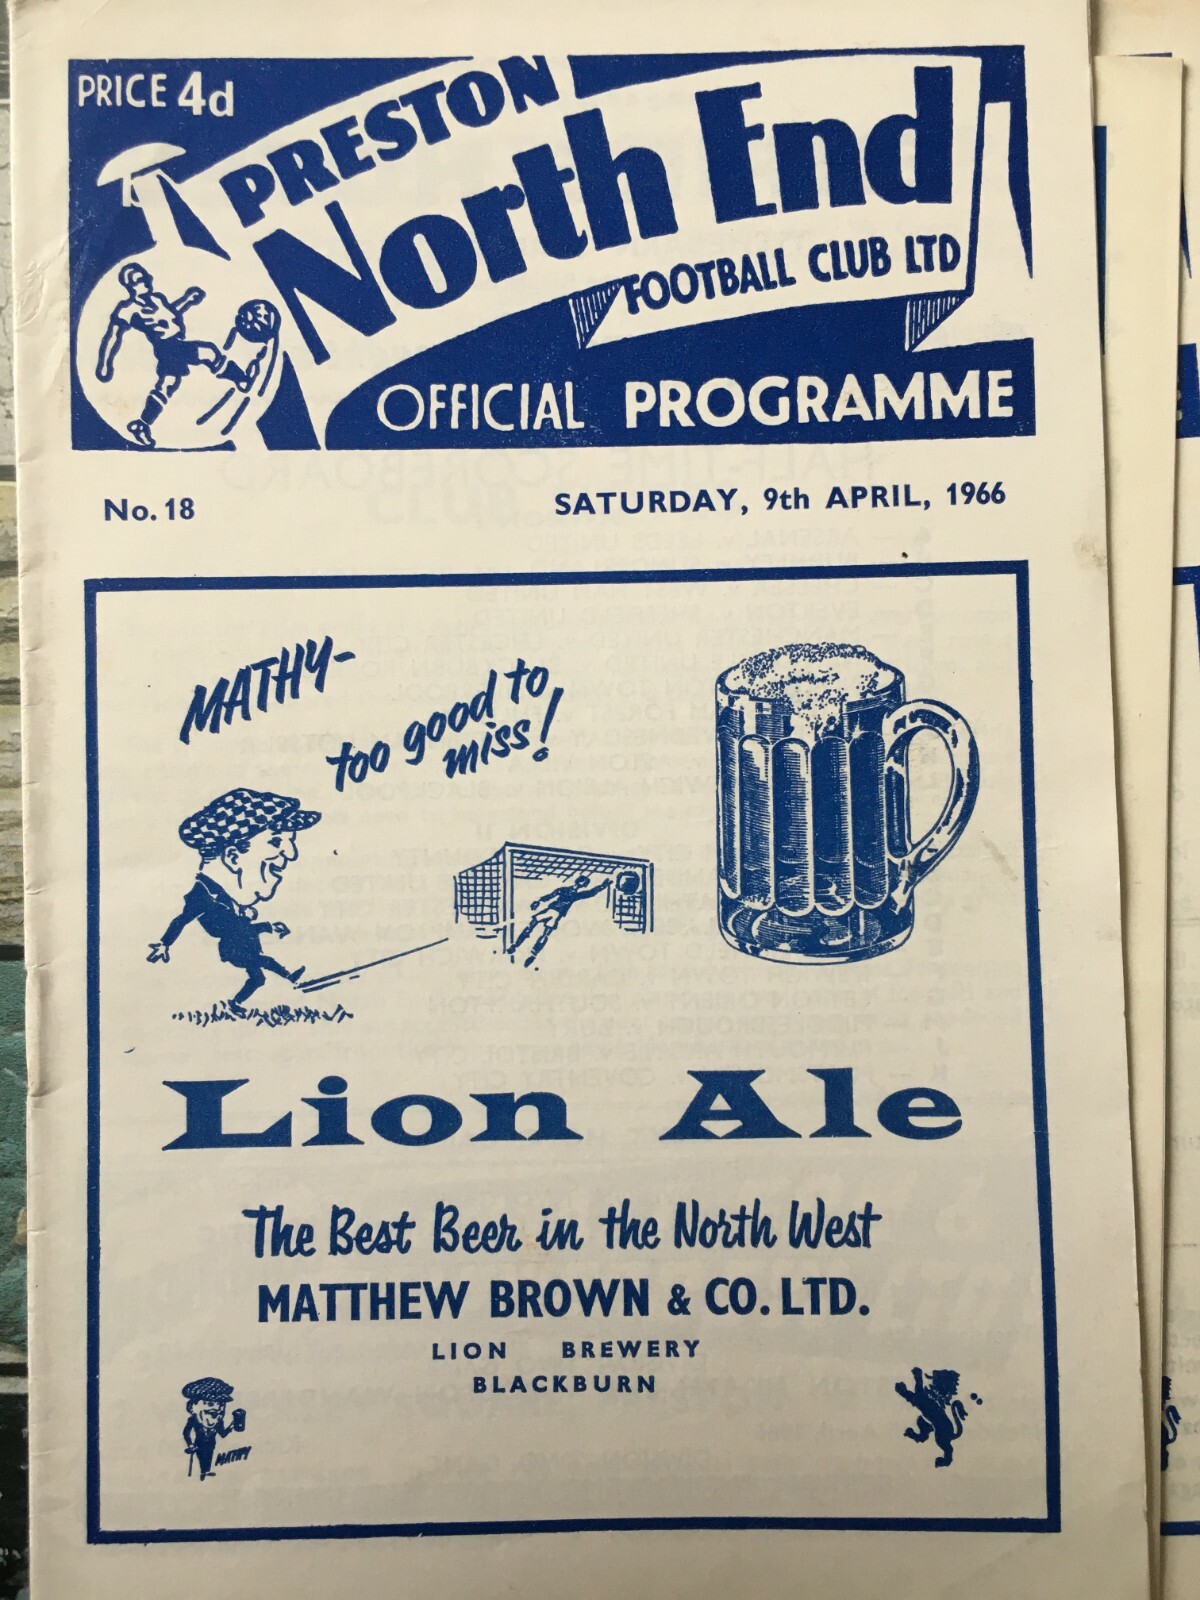 PRICE 4d
PRESTON
North End
FOOTBALL CLUB LTD
OFFICIAL PROGRAMME
No. 18
SATURDAY, 9th APRIL, 1966
MATHY-
too good to
miss!
Lion Ale
The Best Beer in the North West
MATTHEW BROWN & CO. LTD.
LION BREWERY
BLACKBURN
MATHY